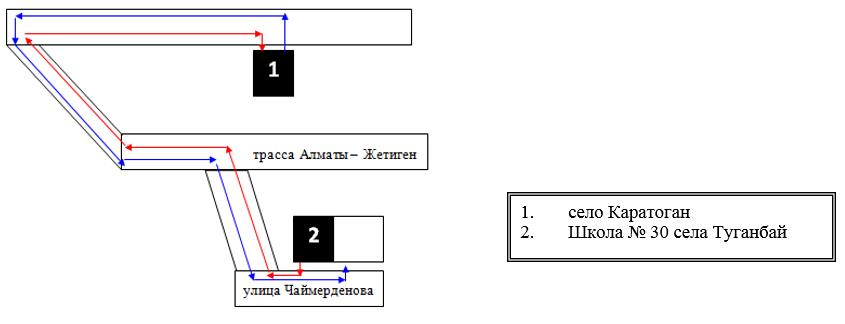 1
трасса Алматы – Жетиген
2
улица Чаймерденова
1. село Каратоган
2. Школа № 30 села Туганбай